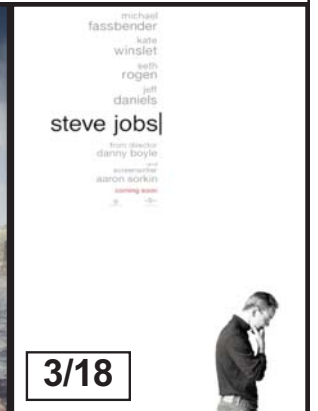 michael
fassbender
kate
winslet
seth
rogen
jeff
daniels
steve jobs
from director
danny boyle
and
screenwriter
aaron sorkin
coming soon
3/18